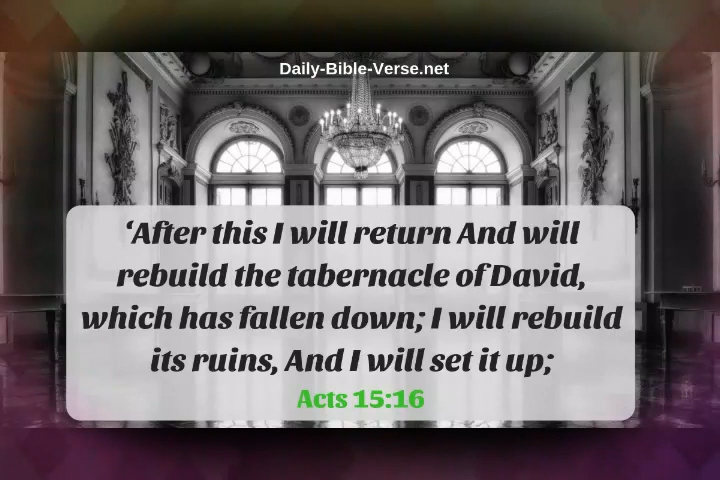 Daily-Bible-Verse.net
‘After this I will return And will
rebuild the tabernacle of David,
which has fallen down; I will rebuild
its ruins, And I will set it up;
Acts 15:16